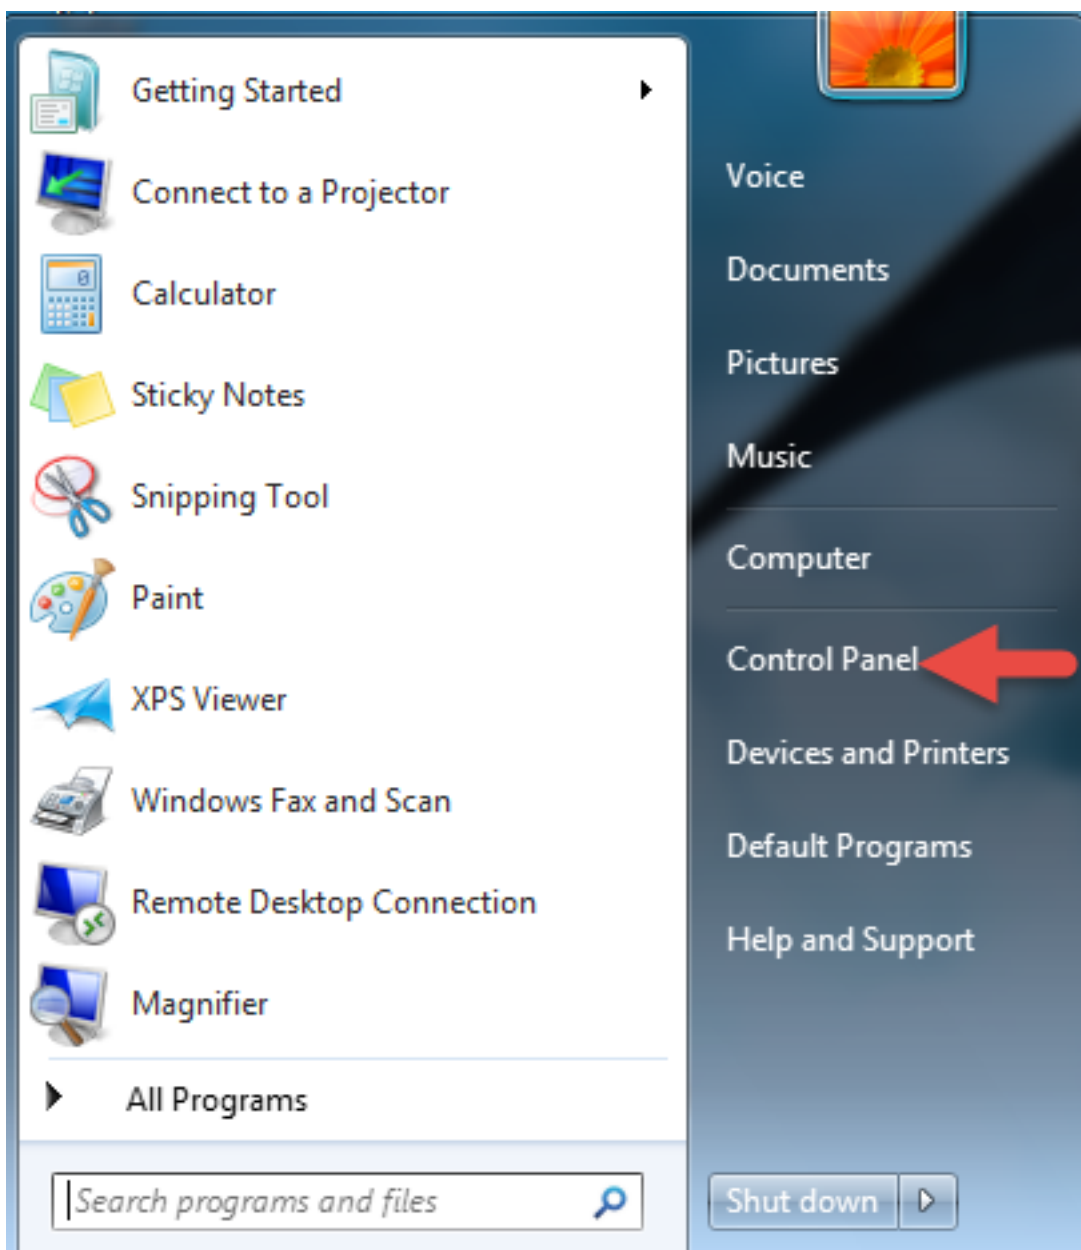 Getting Started
Connect to a Projector
Calculator
Sticky Notes
Snipping Tool
Paint
XPS Viewer
Windows Fax and Scan
Remote Desktop Connection
Magnifier
All Programs
Search programs and files
Voice
Documents
Pictures
Music
Computer
Control Panel
Devices and Printers
Default Programs
Help and Support
Shut down